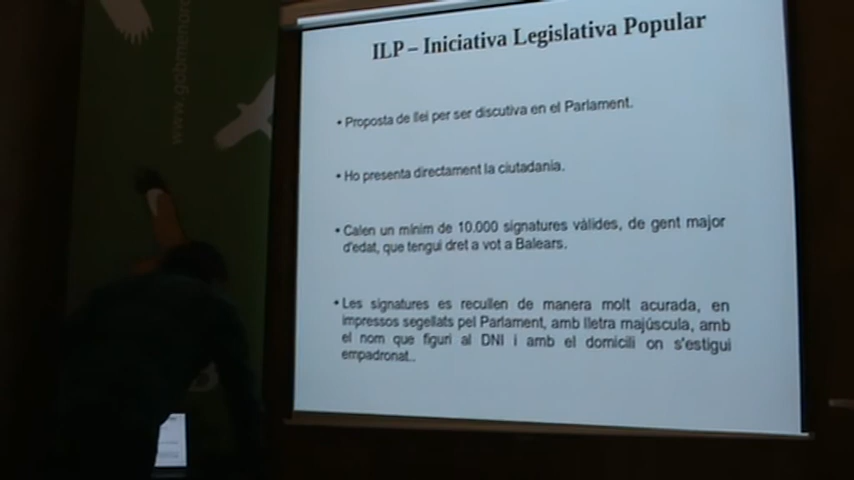 www.gobmenorc
ILP – Iniciativa Legislativa Popular
• Proposta de llei per ser discutiva en el Parlament.
• Ho presenta directament la ciutadania.
• Calen un mínim de 10.000 signatures vàlides, de gent major
d'edat, que tengui dret a vot a Balears.
• Les signatures es recullen de manera molt acurada, en
impressos segellats pel Parlament, amb lletra majúscula, amb
el nom que figuri al DNI i amb el domicili on s'estigui
empadronat..